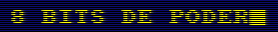 8 BITS DE PODER